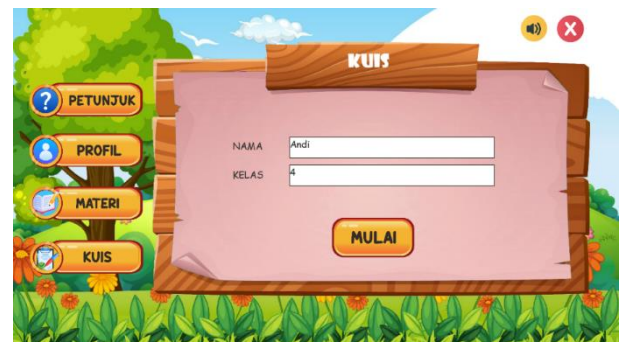 KUIS
PETUNJUK
PROFIL
MATERI
KUIS
NAMA Andi
KELAS 4
MULAI